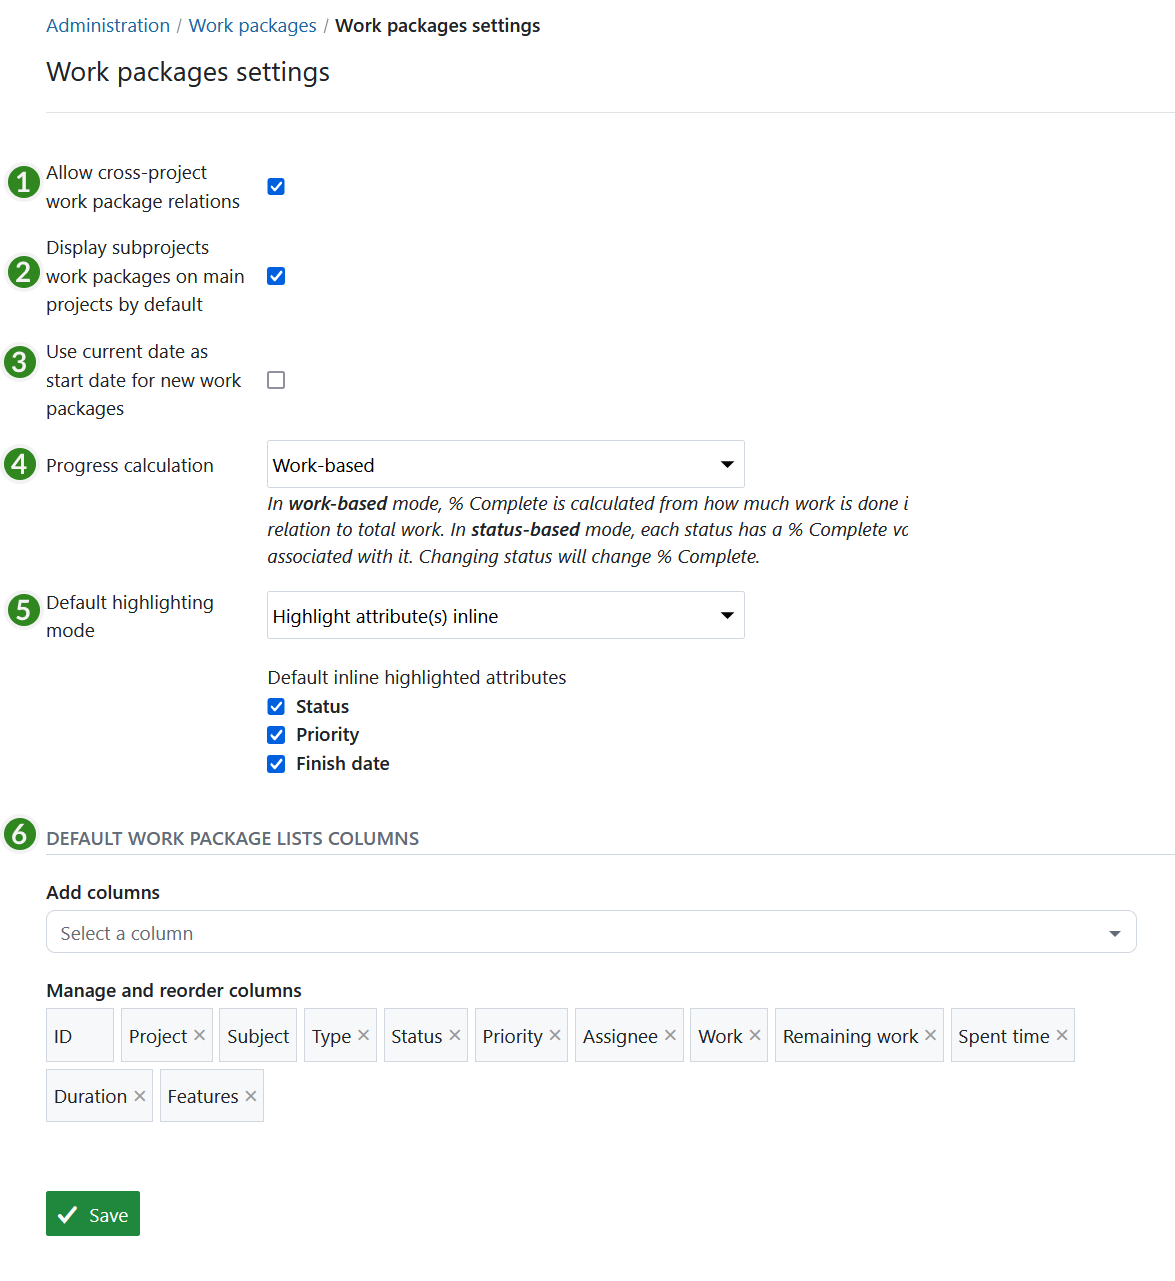 Administration / Work packages / Work packages settings
Work packages settings
1 Allow cross-project
work package relations
2 Display subprojects
work packages on main
projects by default
3 Use current date as
start date for new work
packages
4 Progress calculation Work-based
In work-based mode, % Complete is calculated from how much work is done i
relation to total work. In status-based mode, each status has a % Complete
associated with it. Changing status will change % Complete.
5 Default highlighting
mode
Highlight attribute(s) inline
Default inline highlighted attributes
Status
Priority
Finish date
6 DEFAULT WORK PACKAGE LISTS COLUMNS
Add columns
Select a column
Manage and reorder columns
ID Project × Subject Type × Status × Priority × Assignee × Work × Remaining work × Spent time ×
Duration × Features ×
Save